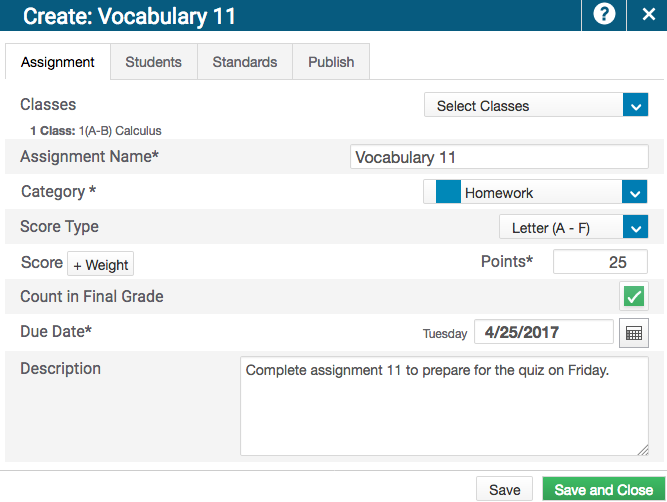 Create: Vocabulary 11
?
Assignment Students Standards Publish
Classes Select Classes
1 Class: 1(A-B) Calculus
Assignment Name* Vocabulary 11
Category * Homework
Score Type Letter (A - F)
Score + Weight Points* 25
Count in Final Grade
Due Date* Tuesday 4/25/2017
Description Complete assignment 11 to prepare for the quiz on Friday.
Save Save and Close